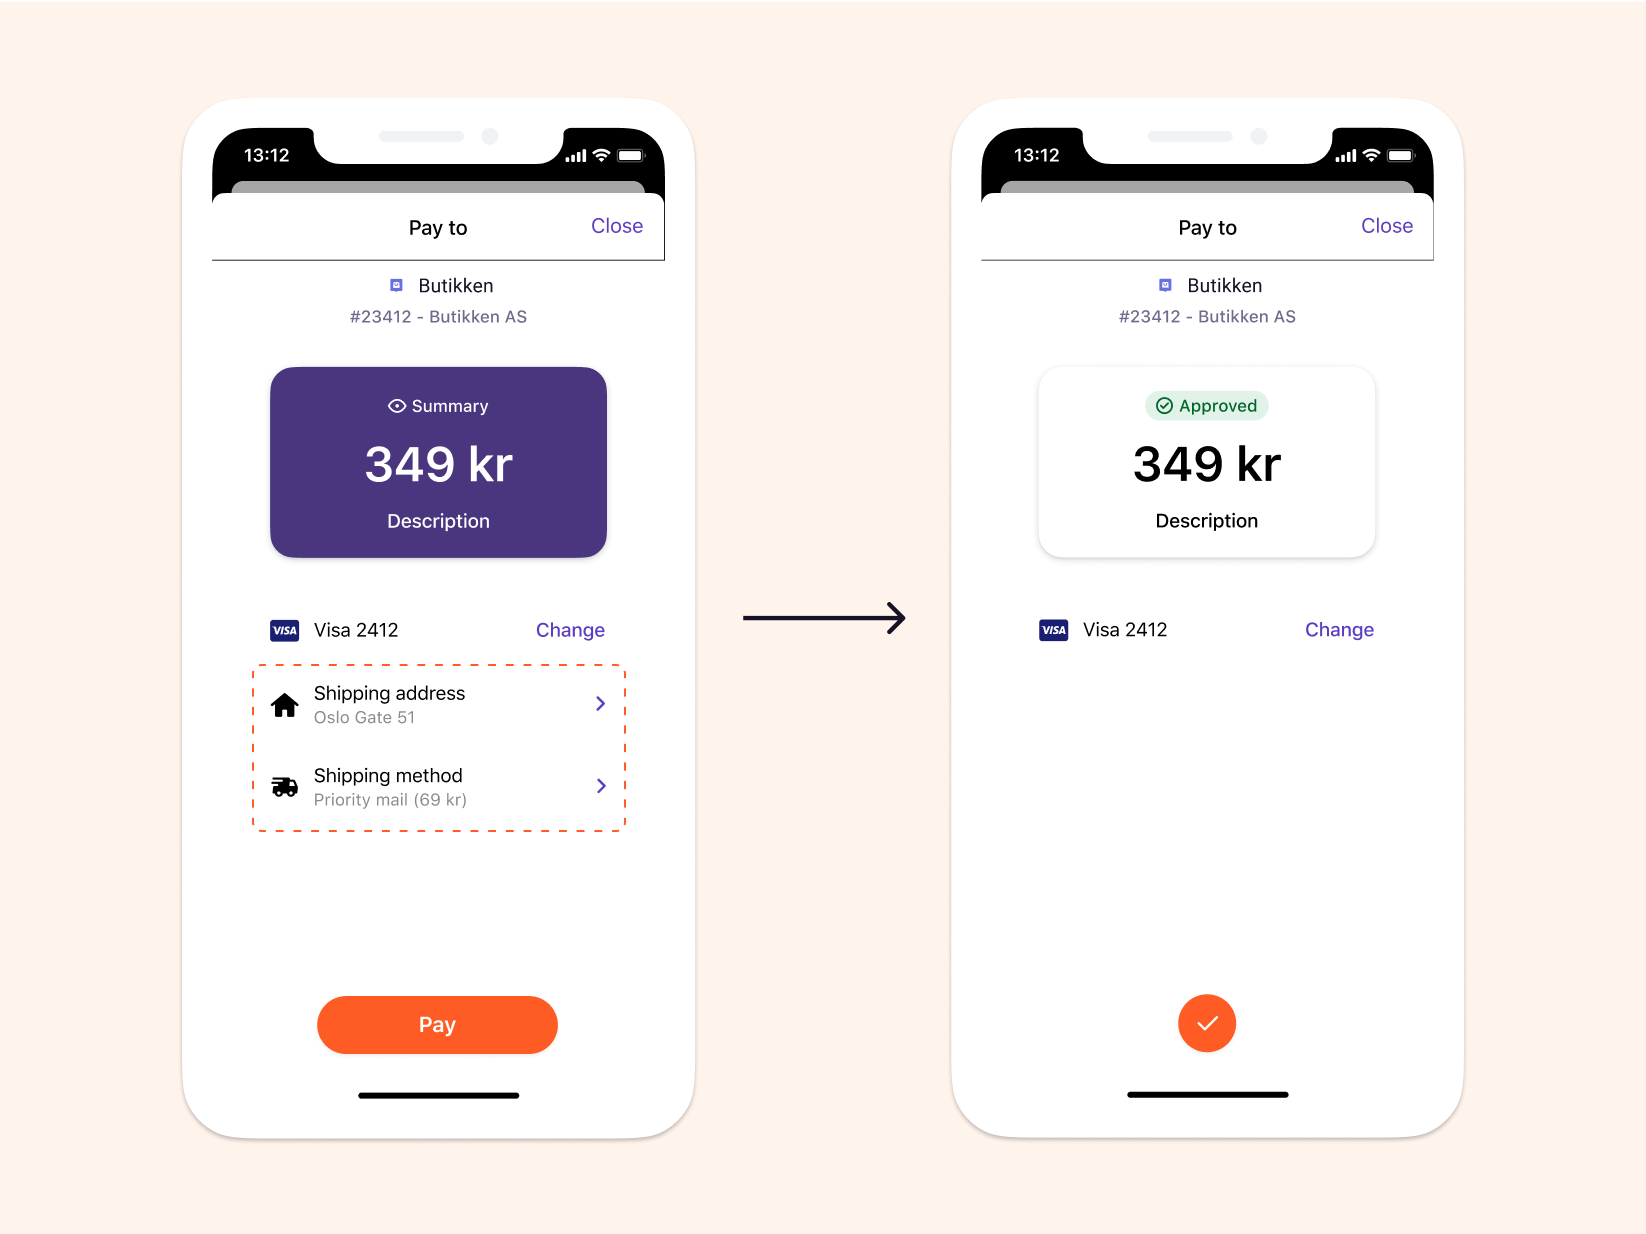 13:12
Pay to
Close
Butikken
#23412 - Butikken AS
Summary
349 kr
Description
VISA
Visa 2412
Change
Shipping address
Oslo Gate 51
Shipping method
Priority mail (69 kr)
Pay
13:12
Pay to
Close
Butikken
#23412 - Butikken AS
Approved
349 kr
Description
VISA
Visa 2412
Change